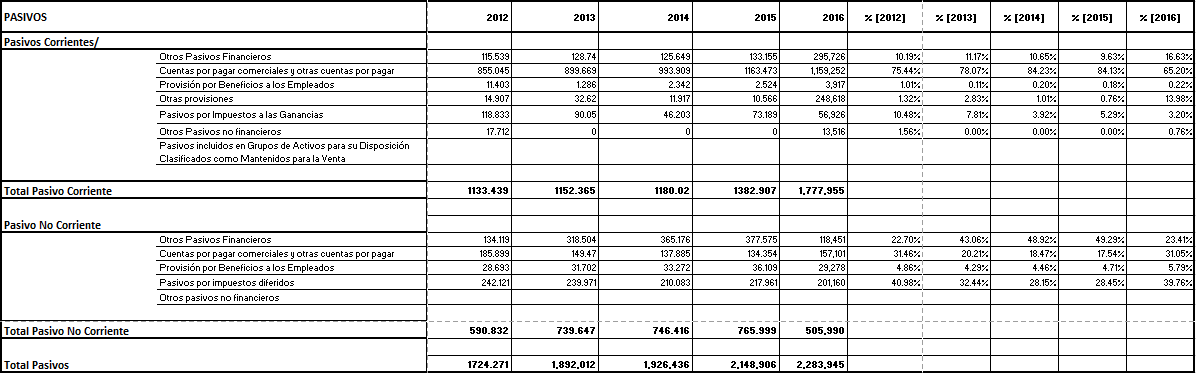 PASIVOS 2012 2013 2014 2015 2016 % [2012] % [2013] % [2014] % [2015] % [2016]
Pasivos Corrientes/
Otros Pasivos Financieros 115.539 128.74 125.649 133.155 295,726 10.19% 11.17% 10.65% 9.63% 16.63%
Cuentas por pagar comerciales y otras cuentas por pagar 855.045 899.669 993.909 1163.473 1,159,252 75.44% 78.07% 84.23% 84.13% 65.20%
Provisión por Beneficios a los Empleados 11.403 1.286 2.342 2.524 3,917 1.01% 0.11% 0.20% 0.18% 0.22%
Otras provisiones 14.907 32.62 11.917 10.566 248,618 1.32% 2.83% 1.01% 0.76% 13.98%
Pasivos por Impuestos a las Ganancias 118.833 90.05 46.203 73.189 56,926 10.48% 7.81% 3.92% 5.29% 3.20%
Otros Pasivos no financieros 17.712 0 0 0 13,516 1.56% 0.00% 0.00% 0.00% 0.76%
Pasivos incluidos en Grupos de Activos para su Disposición
Clasificados como Mantenidos para la Venta
Total Pasivo Corriente 1133.439 1152.365 1180.02 1382.907 1,777,955
Pasivo No Corriente
Otros Pasivos Financieros 134.119 318.504 365.176 377.575 118,451 22.70% 43.06% 48.92% 49.29% 23.41%
Cuentas por pagar comerciales y otras cuentas por pagar 185.899 149.47 137.885 134.354 157,101 31.46% 20.21% 18.47% 17.54% 31.05%
Provisión por Beneficios a los Empleados 28.693 31.702 33.272 36.109 29,278 4.86% 4.29% 4.46% 4.71% 5.79%
Pasivos por impuestos diferidos 242.121 239.971 210.083 217.961 201,160 40.98% 32.44% 28.15% 28.45% 39.76%
Otros pasivos no financieros
Total Pasivo No Corriente 590.832 739.647 746.416 765.999 505,990
Total Pasivos 1724.271 1,892,012 1,926,436 2,148,906 2,283,945